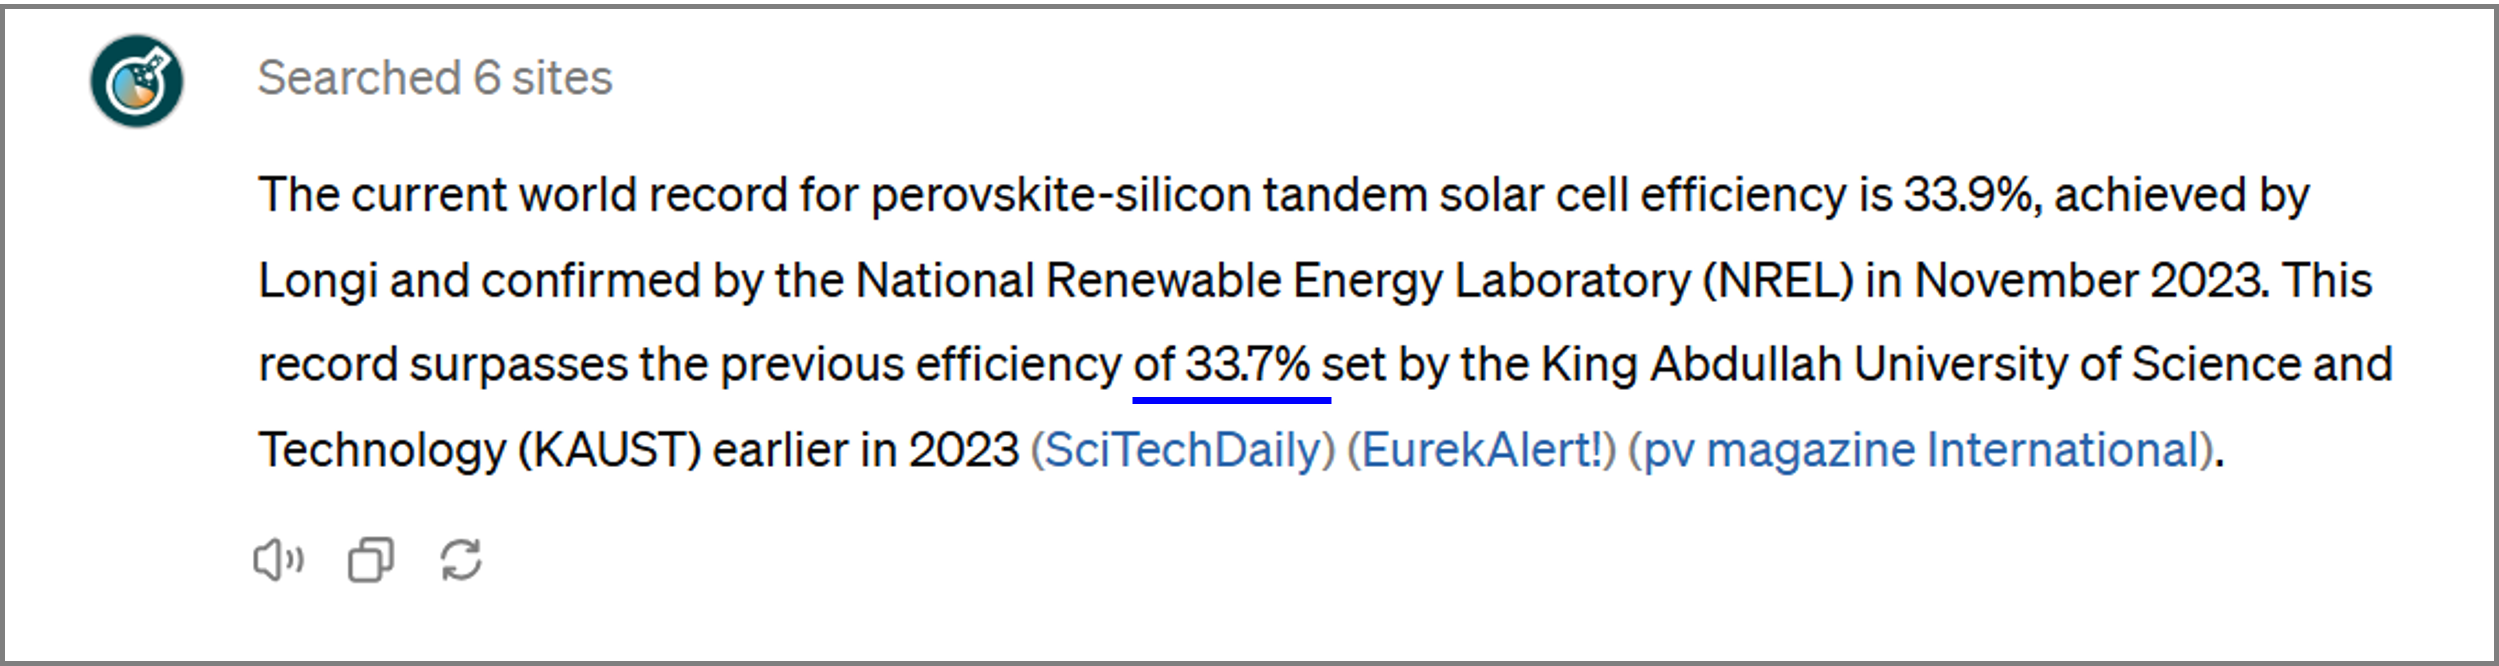 Searched 6 sites
The current world record for perovskite-silicon tandem solar cell efficiency is 33.9%, achieved by
Longi and confirmed by the National Renewable Energy Laboratory (NREL) in November 2023. This
record surpasses the previous efficiency of 33.7% set by the King Abdullah University of Science and
Technology (KAUST) earlier in 2023 (SciTechDaily) (EurekAlert!) (pv magazine International).